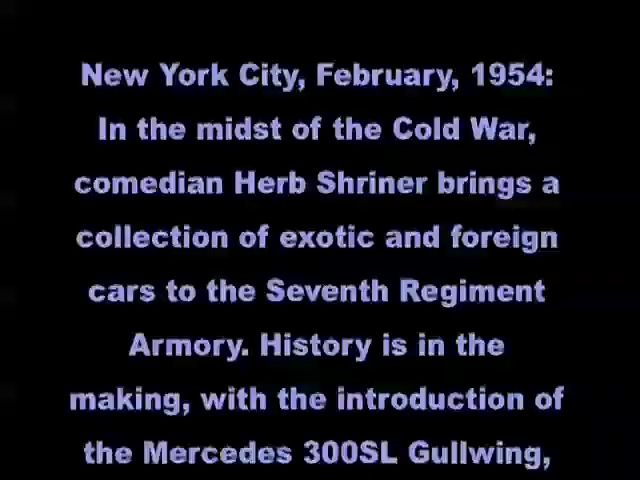 New York City, February, 1954:
In the midst of the Cold War,
comedian Herb Shriner brings a
collection of exotic and foreign
cars to the Seventh Regiment
Armory. History is in the
making, with the introduction of
the Mercedes 300SL Gullwing,